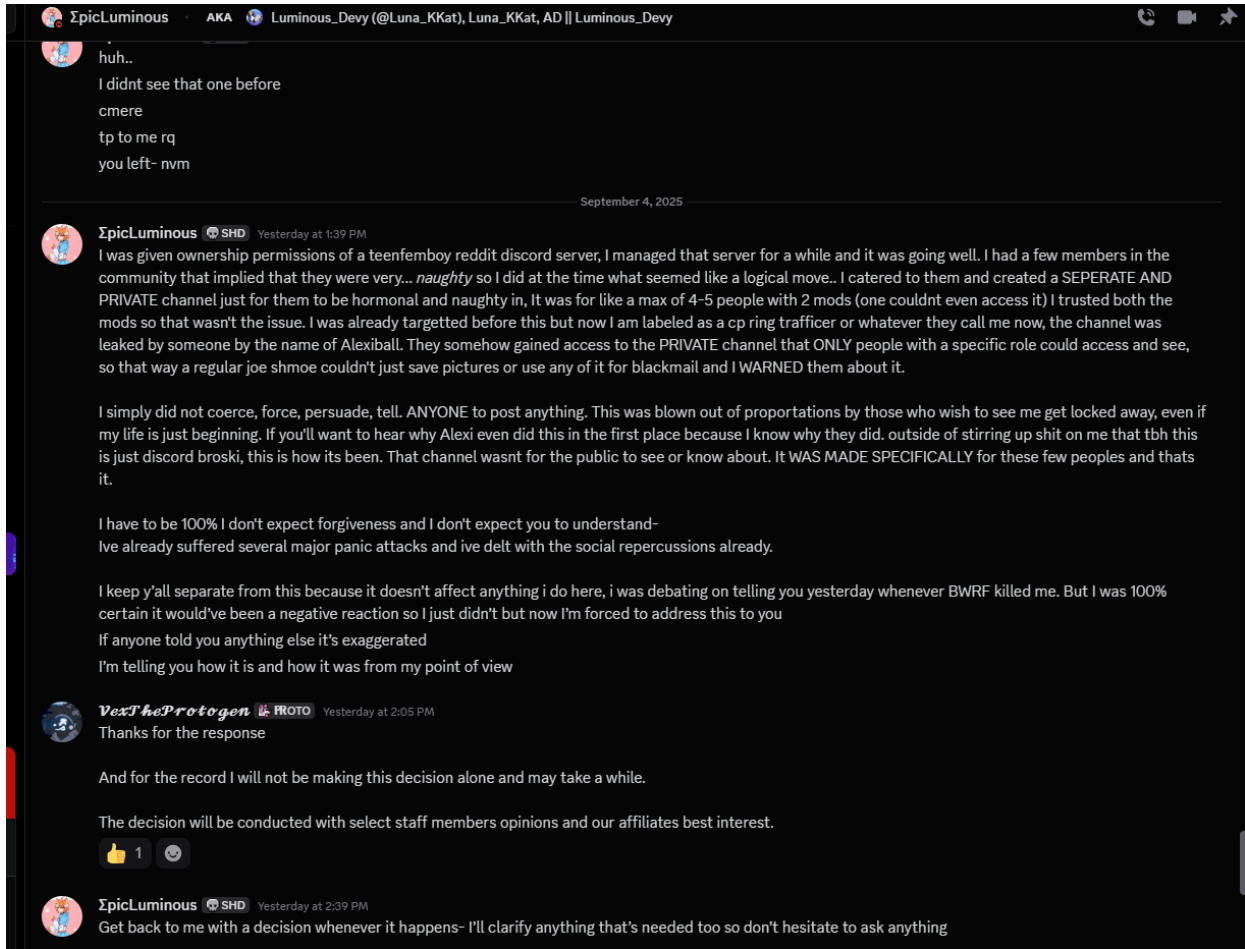 ΣpicLuminous AKA Luminous_Devy (@Luna_KKat), Luna_KKat, AD || Luminous_Devy
huh..
I didnt see that one before
cmere
tp to me rq
you left- nvm
September 4, 2025
ΣpicLuminous SHD Yesterday at 1:39 PM
I was given ownership permissions of a teenfemboy reddit discord server, I managed that server for a while and it was going well. I had a few members in the
community that implied that they were very... naughty so I did at the time what seemed like a logical move.. I catered to them and created a SEPERATE AND
PRIVATE channel just for them to be hormonal and naughty in, It was for like a max of 4-5 people with 2 mods (one couldnt even access it) I trusted both the
mods so that wasn't the issue. I was already targetted before this but now I am labeled as a cp ring trafficer or whatever they call me now, the channel was
leaked by someone by the name of Alexiball. They somehow gained access to the PRIVATE channel that ONLY people with a specific role could access and see,
so that way a regular joe shmoe couldn't just save pictures or use any of it for blackmail and I WARNED them about it.
I simply did not coerce, force, persuade, tell. ANYONE to post anything. This was blown out of proportations by those who wish to see me get locked away, even if
my life is just beginning. If you'll want to hear why Alexi even did this in the first place because I know why they did. outside of stirring up shit on me that tbh this
is just discord broski, this is how its been. That channel wasnt for the public to see or know about. It WAS MADE SPECIFICALLY for these few peoples and thats
it.
I have to be 100% I don't expect forgiveness and I don't expect you to understand-
Ive already suffered several major panic attacks and ive delt with the social repercussions already.
I keep y'all separate from this because it doesn't affect anything i do here, i was debating on telling you yesterday whenever BWRF killed me. But I was 100%
certain it would've been a negative reaction so I just didn't but now I'm forced to address this to you
If anyone told you anything else it's exaggerated
I'm telling you how it is and how it was from my point of view
VexTheProtogen PROTO Yesterday at 2:05 PM
Thanks for the response
And for the record I will not be making this decision alone and may take a while.
The decision will be conducted with select staff members opinions and our affiliates best interest.
1
ΣpicLuminous SHD Yesterday at 2:39 PM
Get back to me with a decision whenever it happens- I'll clarify anything that's needed too so don't hesitate to ask anything